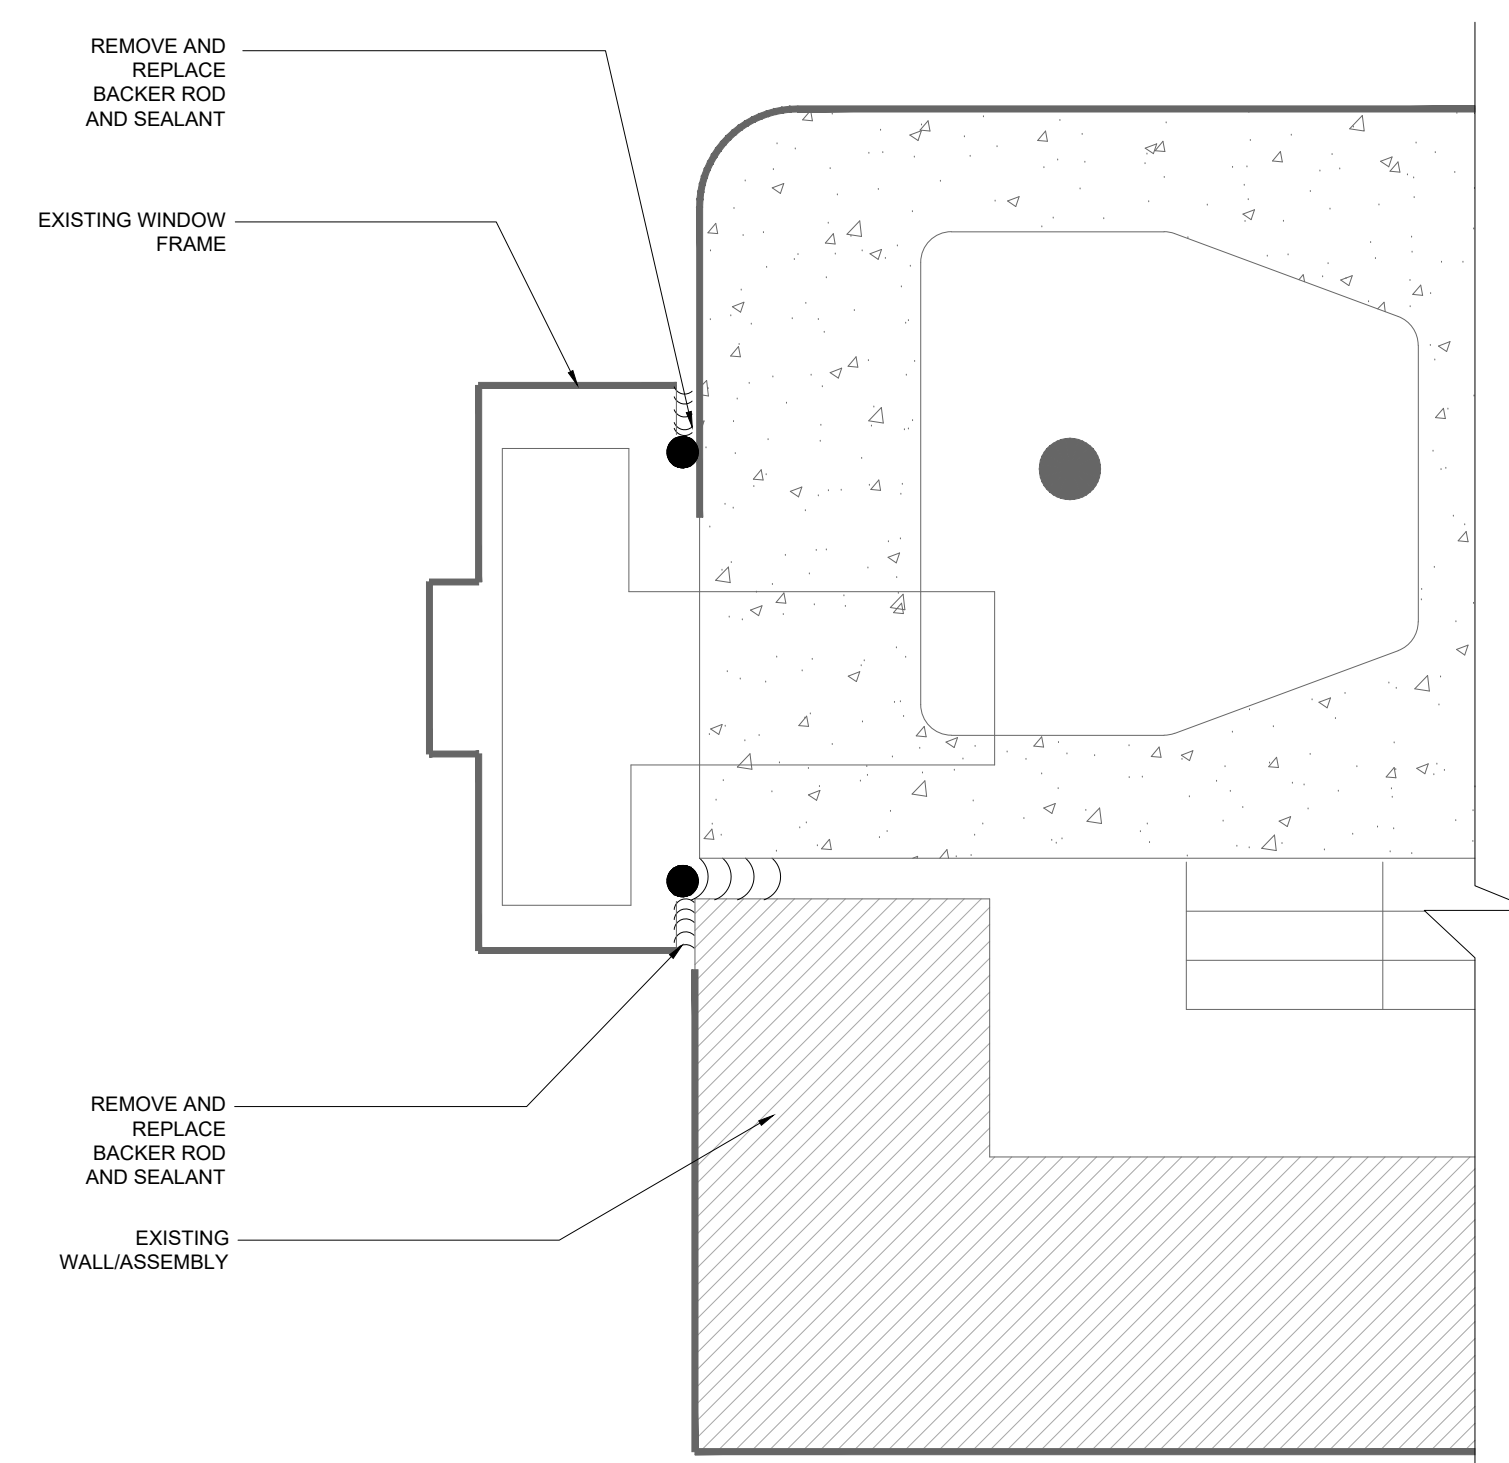 REMOVE AND
REPLACE
BACKER ROD
AND SEALANT
EXISTING WINDOW
FRAME
REMOVE AND
REPLACE
BACKER ROD
AND SEALANT
EXISTING
WALL/ASSEMBLY